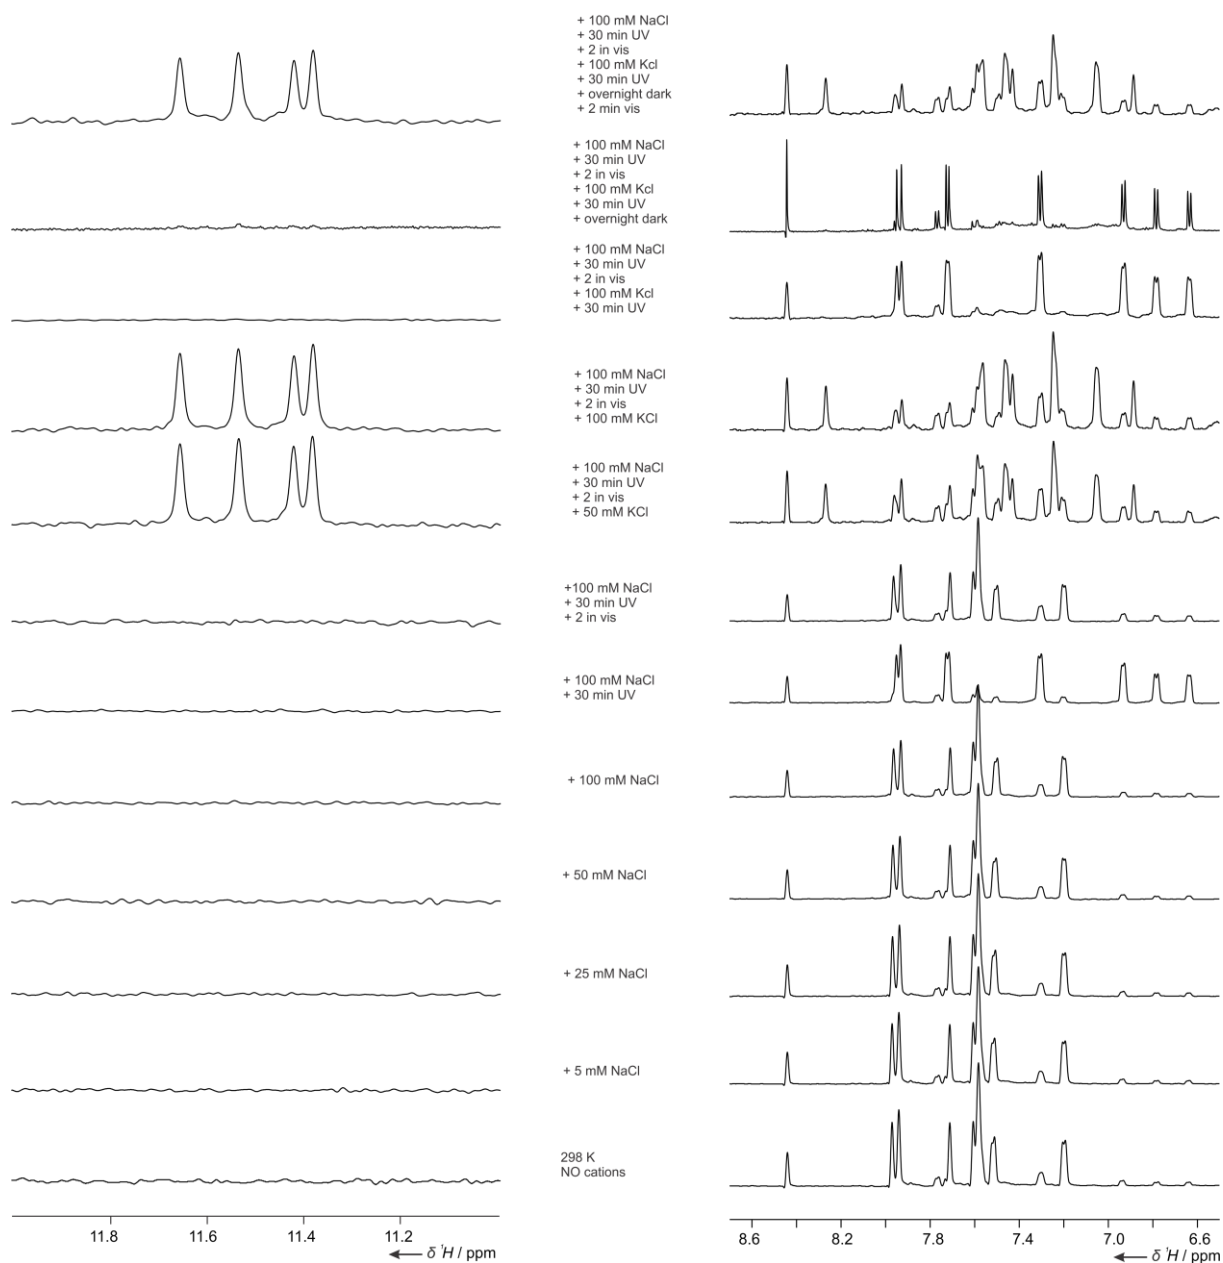 + 100 mM NaCl
+ 30 min UV
+ 2 in vis
+ 100 mM Kcl
+ 30 min UV
+ overnight dark
+ 2 min vis
+ 100 mM NaCl
+ 30 min UV
+ 2 in vis
+ 100 mM Kcl
+ 30 min UV
+ overnight dark
+ 100 mM NaCl
+ 30 min UV
+ 2 in vis
+ 100 mM Kcl
+ 30 min UV
+ 100 mM NaCl
+ 30 min UV
+ 2 in vis
+ 100 mM KCl
+ 100 mM NaCl
+ 30 min UV
+ 2 in vis
+ 50 mM KCl
+100 mM NaCl
+ 30 min UV
+ 2 in vis
+ 100 mM NaCl
+ 30 min UV
+ 100 mM NaCl
+ 50 mM NaCl
+ 25 mM NaCl
+ 5 mM NaCl
298 K
NO cations
11.8 11.6 11.4 11.2
← δ ¹H / ppm
8.6 8.2 7.8 7.4 7.0 6.6
← δ ¹H / ppm